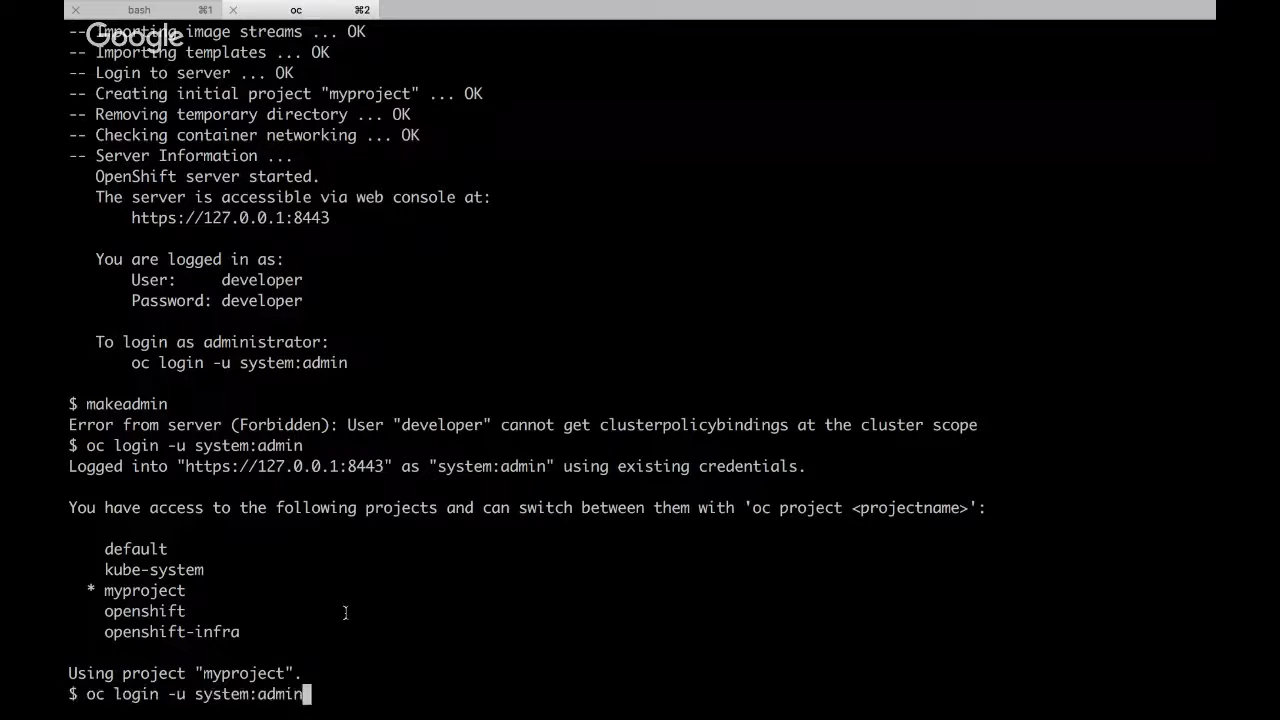 bash ⌘1 oc ⌘2
-- Importing image streams ... OK
Google
-- Importing templates ... OK
-- Login to server ... OK
-- Creating initial project "myproject" ... OK
-- Removing temporary directory ... OK
-- Checking container networking ... OK
-- Server Information ...
OpenShift server started.
The server is accessible via web console at:
https://127.0.0.1:8443
You are logged in as:
User: developer
Password: developer
To login as administrator:
oc login -u system:admin
$ makeadmin
Error from server (Forbidden): User "developer" cannot get clusterpolicybindings at the cluster scope
$ oc login -u system:admin
Logged into "https://127.0.0.1:8443" as "system:admin" using existing credentials.
You have access to the following projects and can switch between them with 'oc project <projectname>':
default
kube-system
* myproject
openshift
openshift-infra
Using project "myproject".
$ oc login -u system:admin